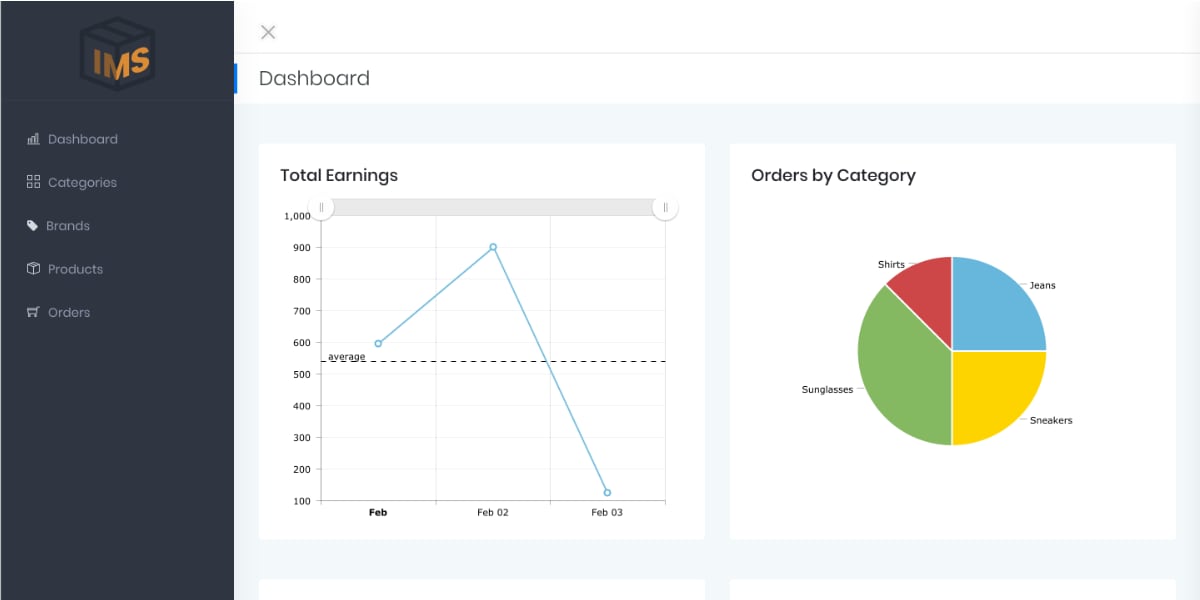 IMS
Dashboard
Dashboard
Categories
Brands
Products
Orders
Total Earnings
1,000
900
800
700
600
average
500
400
300
200
100
Feb
Feb 02
Feb 03
Orders by Category
Shirts
Jeans
Sunglasses
Sneakers